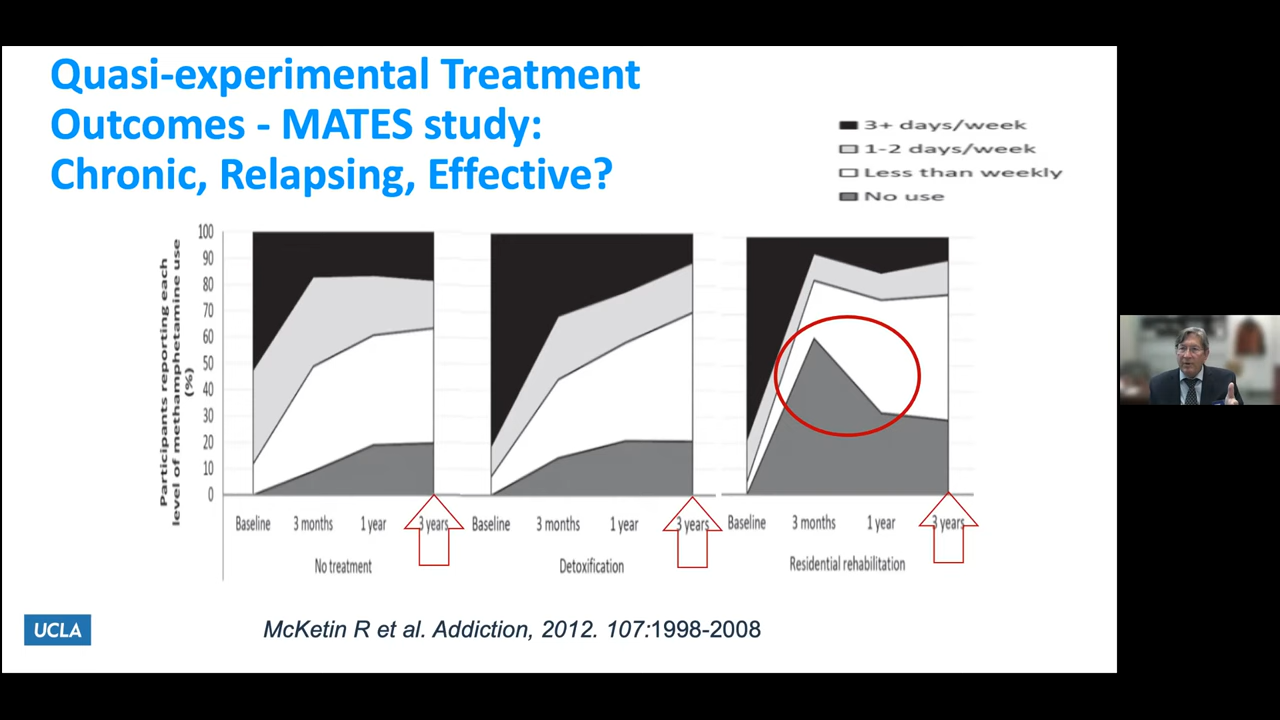 Quasi-experimental Treatment
Outcomes - MATES study:
Chronic, Relapsing, Effective?
3+ days/week
1-2 days/week
Less than weekly
No use
Participants reporting each
level of methamphetamine use
(%)
100
90
80
70
60
50
40
30
20
10
0
Baseline 3 months 1 year 3 years
No treatment
Baseline 3 months 1 year 3 years
Detoxification
Baseline 3 months 1 year 3 years
Residential rehabilitation
UCLA
McKetin R et al. Addiction, 2012. 107:1998-2008